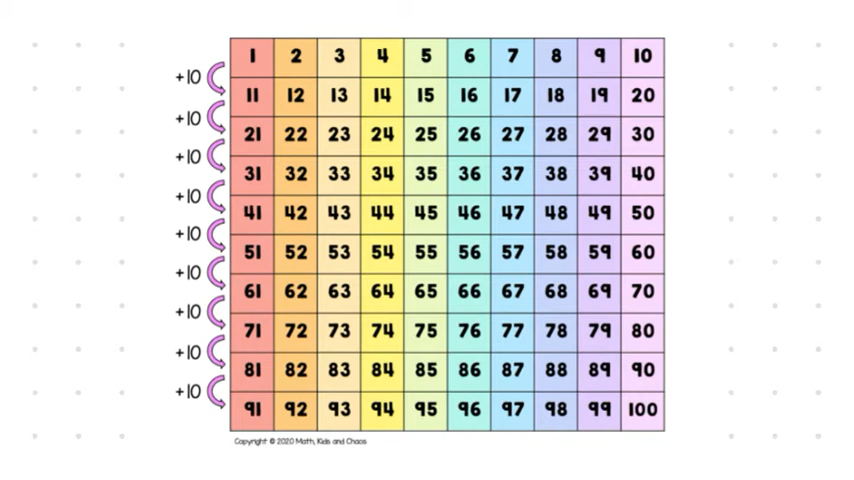 1 2 3 4 5 6 7 8 9 10
+10
11 12 13 14 15 16 17 18 19 20
+10
21 22 23 24 25 26 27 28 29 30
+10
31 32 33 34 35 36 37 38 39 40
+10
41 42 43 44 45 46 47 48 49 50
+10
51 52 53 54 55 56 57 58 59 60
+10
61 62 63 64 65 66 67 68 69 70
+10
71 72 73 74 75 76 77 78 79 80
+10
81 82 83 84 85 86 87 88 89 90
+10
91 92 93 94 95 96 97 98 99 100
Copyright © 2020 Math, Kids and Chaos